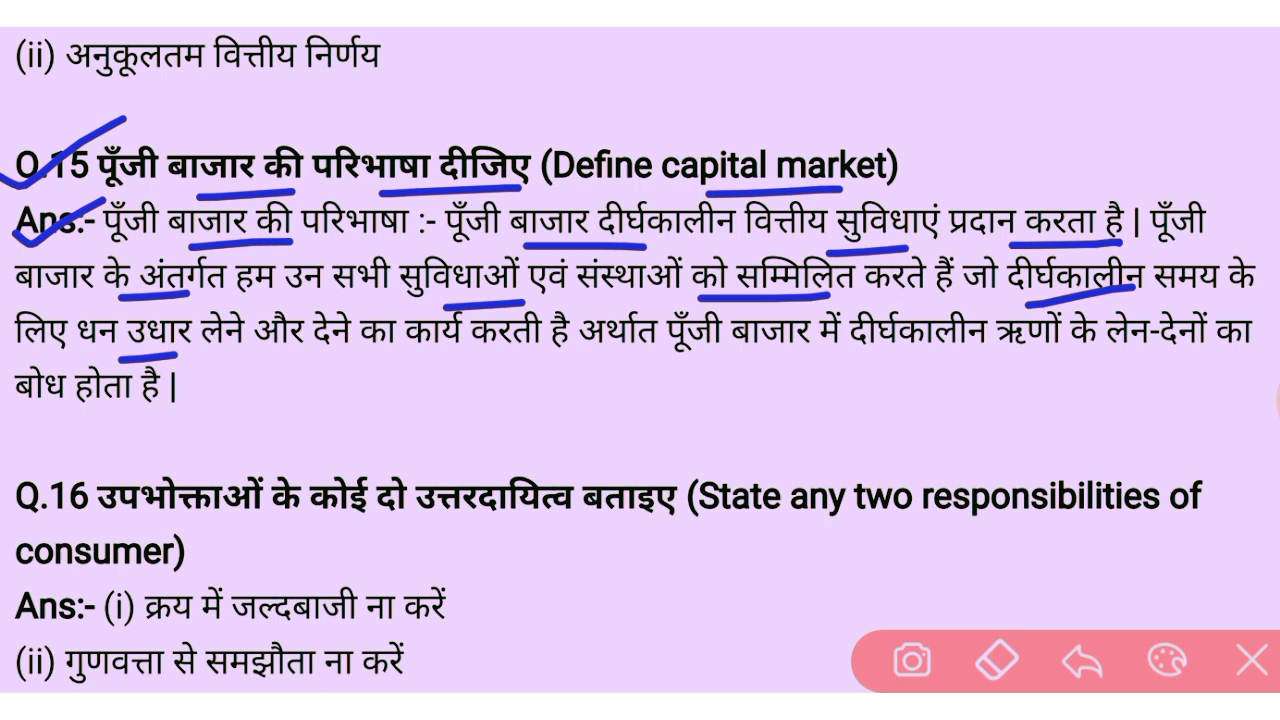 (ii) अनुकूलतम वित्तीय निर्णय
Q.15 पूँजी बाजार की परिभाषा दीजिए (Define capital market)
Ans:- पूँजी बाजार की परिभाषा :- पूँजी बाजार दीर्घकालीन वित्तीय सुविधाएं प्रदान करता है | पूँजी
बाजार के अंतर्गत हम उन सभी सुविधाओं एवं संस्थाओं को सम्मिलित करते हैं जो दीर्घकालीन समय के
लिए धन उधार लेने और देने का कार्य करती है अर्थात पूँजी बाजार में दीर्घकालीन ऋणों के लेन-देनों का
बोध होता है |
Q.16 उपभोक्ताओं के कोई दो उत्तरदायित्व बताइए (State any two responsibilities of
consumer)
Ans:- (i) क्रय में जल्दबाजी ना करें
(ii) गुणवत्ता से समझौता ना करें